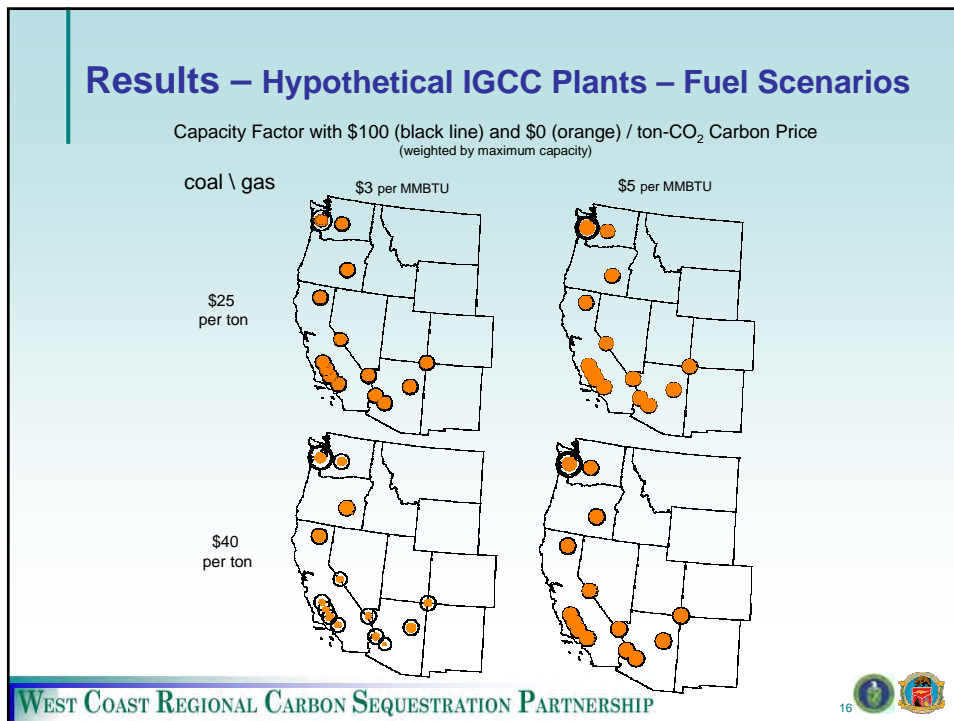 Results – Hypothetical IGCC Plants – Fuel Scenarios
Capacity Factor with $100 (black line) and $0 (orange) / ton-CO2 Carbon Price
(weighted by maximum capacity)
coal \ gas
$3 per MMBTU
$5 per MMBTU
$25
per ton
$40
per ton
WEST COAST REGIONAL CARBON SEQUESTRATION PARTNERSHIP
16